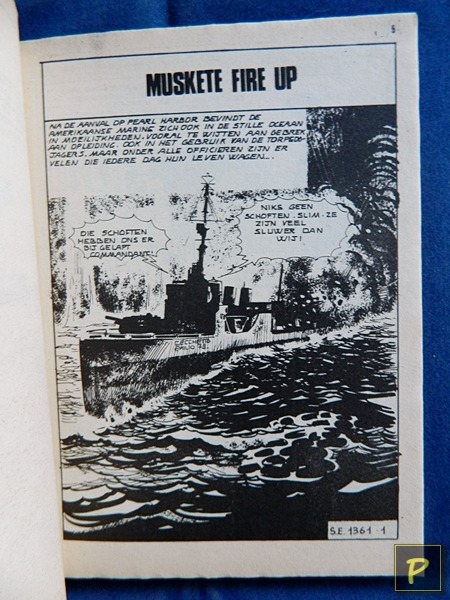 5
MUSKETE FIRE UP
NA DE AANVAL OP PEARL HARBOR BEVINDT DE
AMERIKAANSE MARINE ZICH OOK IN DE STILLE OCEAAN
IN MOEILIJKHEDEN. VOORAL TE WIJTEN AAN GEBREK
AAN OPLEIDING. OOK IN HET GEBRUIK VAN DE TORPEDO-
JAGERS. MAAR ONDER ALLE OFFICIEREN ZIJN ER
VELEN DIE IEDERE DAG HUN LEVEN WAGEN...
DIE SCHOFTEN
HEBBEN ONS ER
BIJ GELAPT
COMMANDANT!
NIKS GEEN
SCHOFTEN. SLIM. ZE
ZIJN VEEL
SLUWER DAN
WIJ!
S.E. 1361 1
P